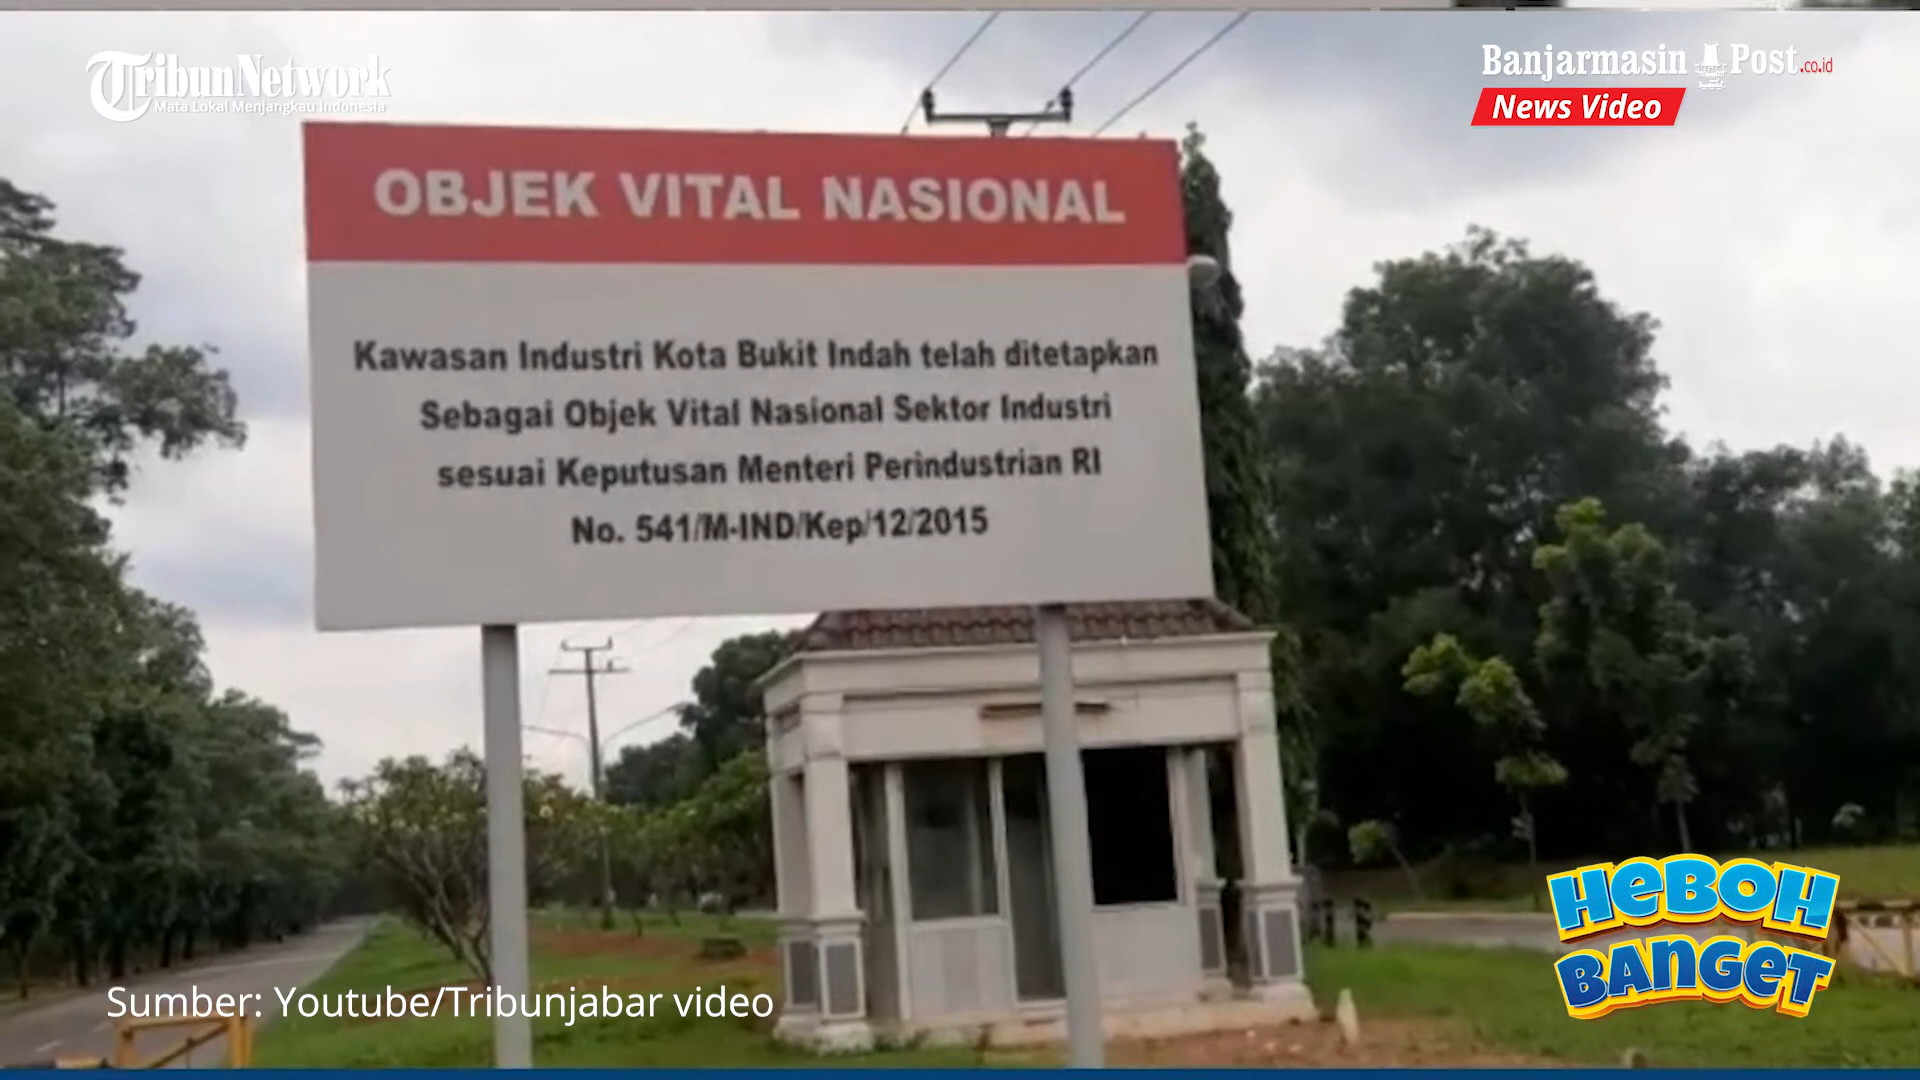 TribunNetwork
Mata Lokal Menjangkau Indonesia
Banjarmasin Post.co.id
News Video
OBJEK VITAL NASIONAL
Kawasan Industri Kota Bukit Indah telah ditetapkan
Sebagai Objek Vital Nasional Sektor Industri
sesuai Keputusan Menteri Perindustrian RI
No. 541/M-IND/Kep/12/2015
HEBOH
BANGET
Sumber: Youtube/Tribunjabar video